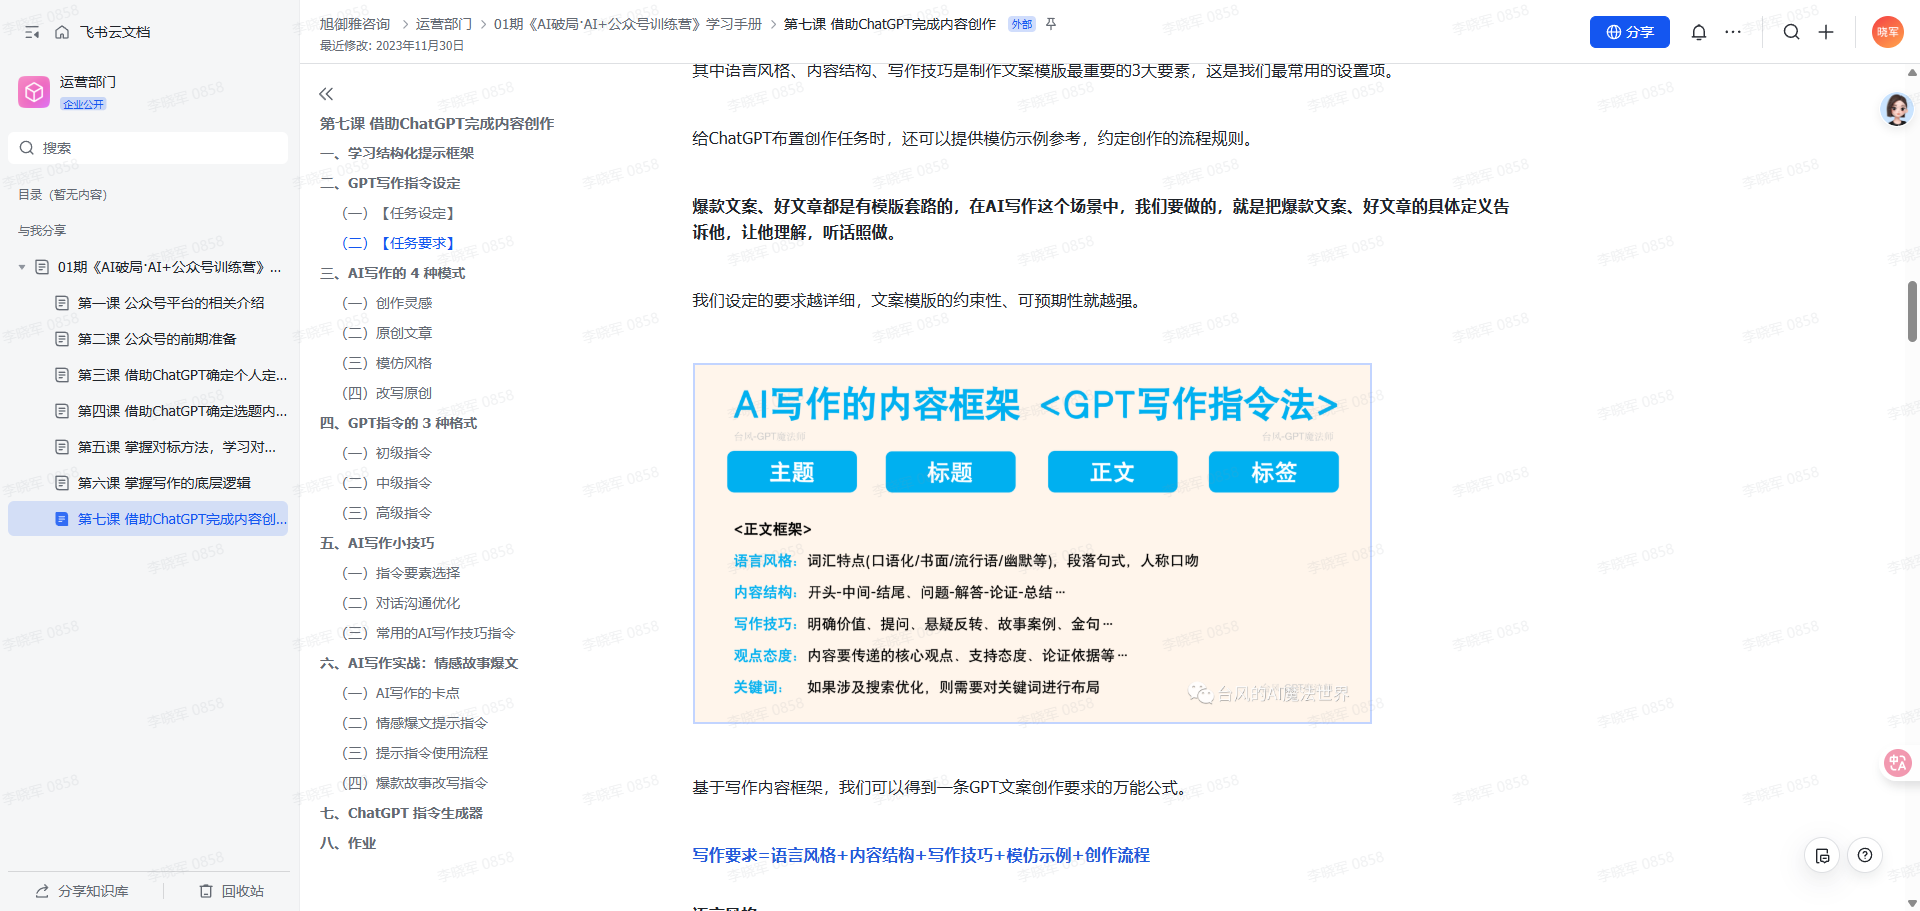 飞书云文档
运营部门
企业公开
搜索
目录（暂无内容）
与我分享
01期《AI破局·AI+公众号训练营》...
第一课 公众号平台的相关介绍
第二课 公众号的前期准备
第三课 借助ChatGPT确定个人定...
第四课 借助ChatGPT确定选题内...
第五课 掌握对标方法，学习对...
第六课 掌握写作的底层逻辑
第七课 借助ChatGPT完成内容创...
分享知识库
回收站
旭御雅咨询 > 运营部门 > 01期《AI破局·AI+公众号训练营》学习手册 > 第七课 借助ChatGPT完成内容创作 外部
最近修改: 2023年11月30日
分享
晓军
第七课 借助ChatGPT完成内容创作
一、学习结构化提示框架
二、GPT写作指令设定
（一）【任务设定】
（二）【任务要求】
三、AI写作的 4 种模式
（一）创作灵感
（二）原创文章
（三）模仿风格
（四）改写原创
四、GPT指令的 3 种格式
（一）初级指令
（二）中级指令
（三）高级指令
五、AI写作小技巧
（一）指令要素选择
（二）对话沟通优化
（三）常用的AI写作技巧指令
六、AI写作实战：情感故事爆文
（一）AI写作的卡点
（二）情感爆文提示指令
（三）提示指令使用流程
（四）爆款故事改写指令
七、ChatGPT 指令生成器
八、作业
其中语言风格、内容结构、写作技巧是制作文案模版最重要的3大要素，这是我们最常用的设置项。
给ChatGPT布置创作任务时，还可以提供模仿示例参考，约定创作的流程规则。
爆款文案、好文章都是有模版套路的，在AI写作这个场景中，我们要做的，就是把爆款文案、好文章的具体定义告
诉他，让他理解，听话照做。
我们设定的要求越详细，文案模版的约束性、可预期性就越强。
AI写作的内容框架 <GPT写作指令法>
台风-GPT魔法师 台风-GPT魔法师
主题 标题 正文 标签
<正文框架>
语言风格：词汇特点(口语化/书面/流行语/幽默等)，段落句式，人称口吻
内容结构：开头-中间-结尾、问题-解答-论证-总结…
写作技巧：明确价值、提问、悬疑反转、故事案例、金句…
观点态度：内容要传递的核心观点、支持态度、论证依据等…
关键词：如果涉及搜索优化，则需要对关键词进行布局
台风的AI魔法世界
基于写作内容框架，我们可以得到一条GPT文案创作要求的万能公式。
写作要求=语言风格+内容结构+写作技巧+模仿示例+创作流程
李晓军 0858